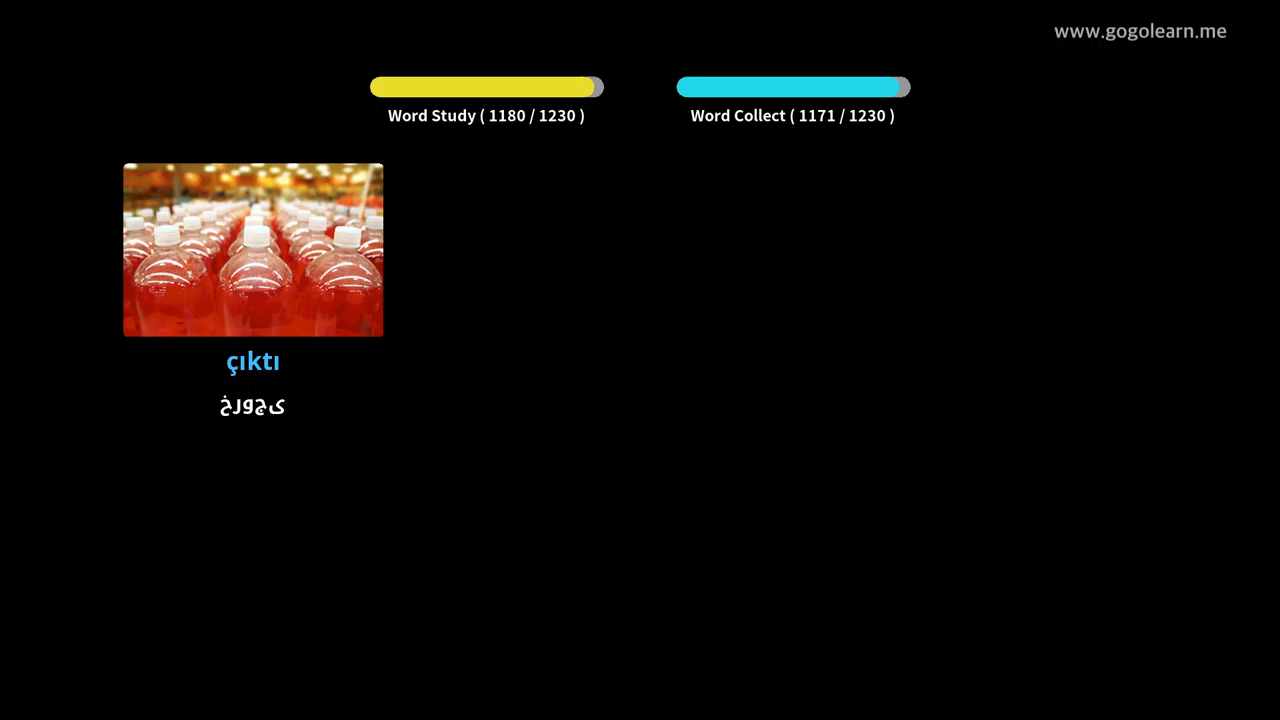 www.gogolearn.me
Word Study ( 1180 / 1230 )
Word Collect ( 1171 / 1230 )
çıktı
خروجی